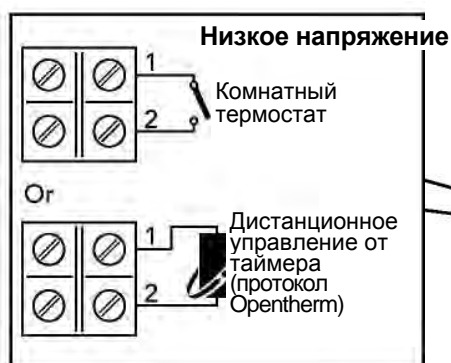 Низкое напряжение
1
Комнатный
термостат
2
Or
1
Дистанционное
управление от
таймера
(протокол
Opentherm)
2